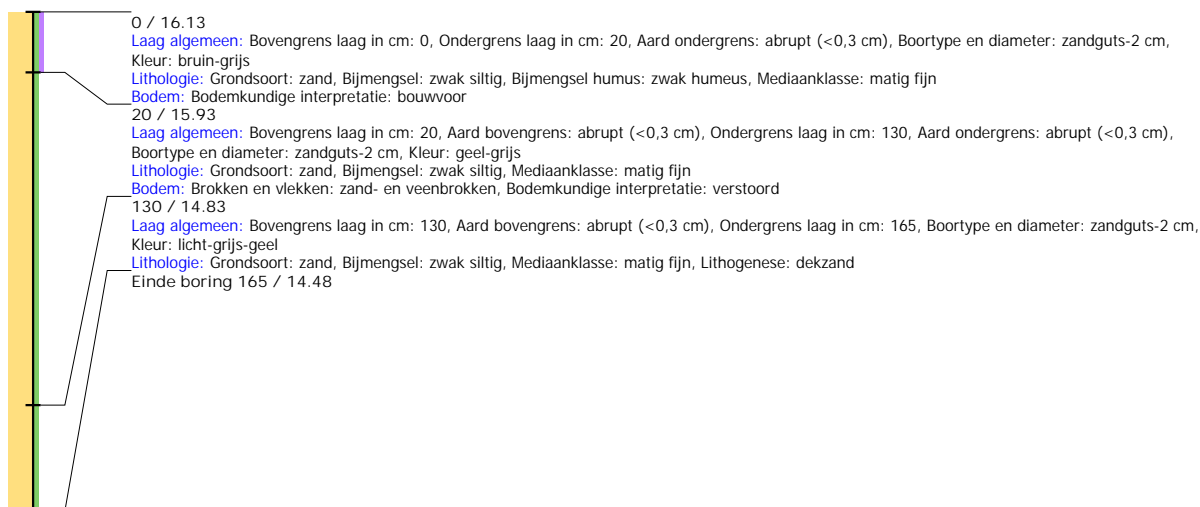 0 / 16.13
Laag algemeen: Bovengrens laag in cm: 0, Ondergrens laag in cm: 20, Aard ondergrens: abrupt (<0,3 cm), Boortype en diameter: zandguts-2 cm,
Kleur: bruin-grijs
Lithologie: Grondsoort: zand, Bijmengsel: zwak siltig, Bijmengsel humus: zwak humeus, Mediaanklasse: matig fijn
Bodem: Bodemkundige interpretatie: bouwvoor
20 / 15.93
Laag algemeen: Bovengrens laag in cm: 20, Aard bovengrens: abrupt (<0,3 cm), Ondergrens laag in cm: 130, Aard ondergrens: abrupt (<0,3 cm),
Boortype en diameter: zandguts-2 cm, Kleur: geel-grijs
Lithologie: Grondsoort: zand, Bijmengsel: zwak siltig, Mediaanklasse: matig fijn
Bodem: Brokken en vlekken: zand- en veenbrokken, Bodemkundige interpretatie: verstoord
130 / 14.83
Laag algemeen: Bovengrens laag in cm: 130, Aard bovengrens: abrupt (<0,3 cm), Ondergrens laag in cm: 165, Boortype en diameter: zandguts-2 cm,
Kleur: licht-grijs-geel
Lithologie: Grondsoort: zand, Bijmengsel: zwak siltig, Mediaanklasse: matig fijn, Lithogenese: dekzand
Einde boring 165 / 14.48